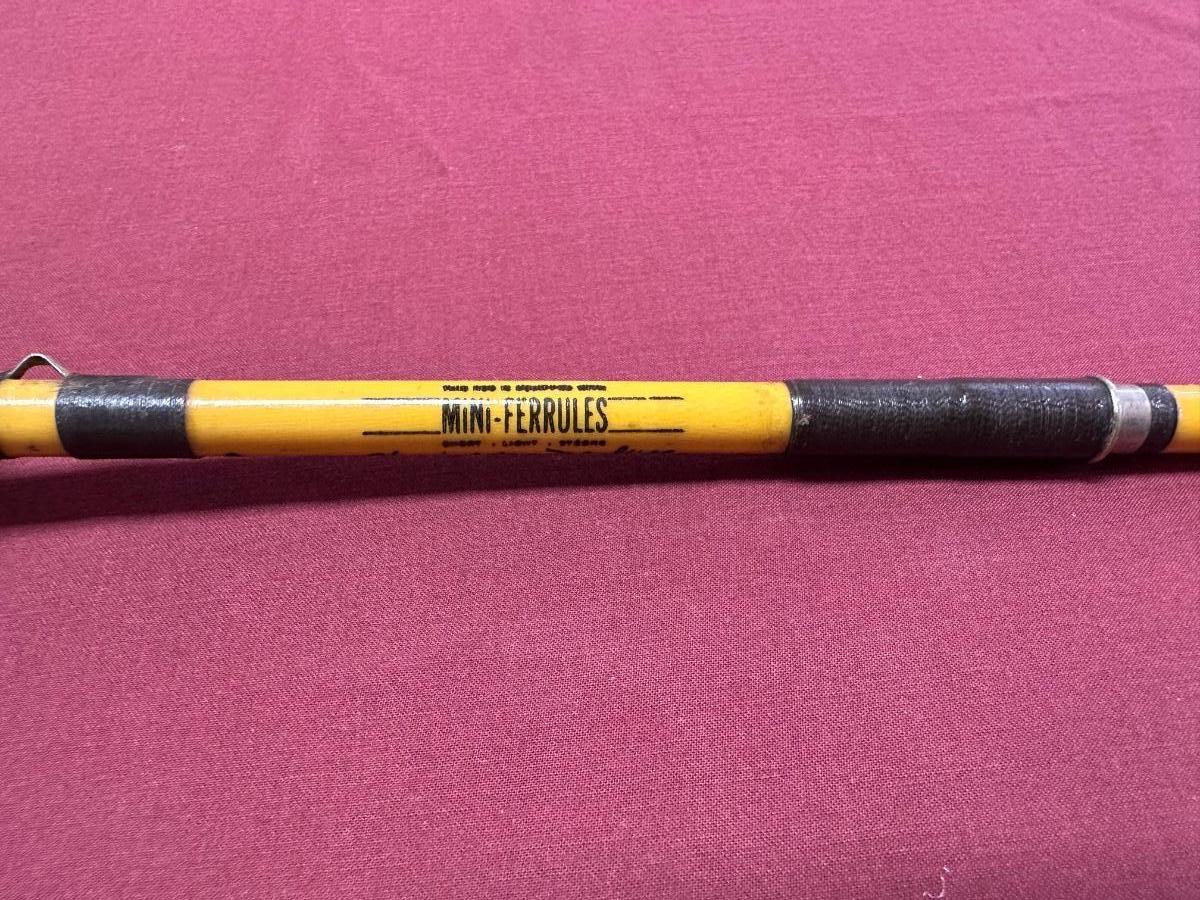 THIS ROD IS EQUIPPED WITH
MINI-FERRULES
SHORT · LIGHT · STRONG